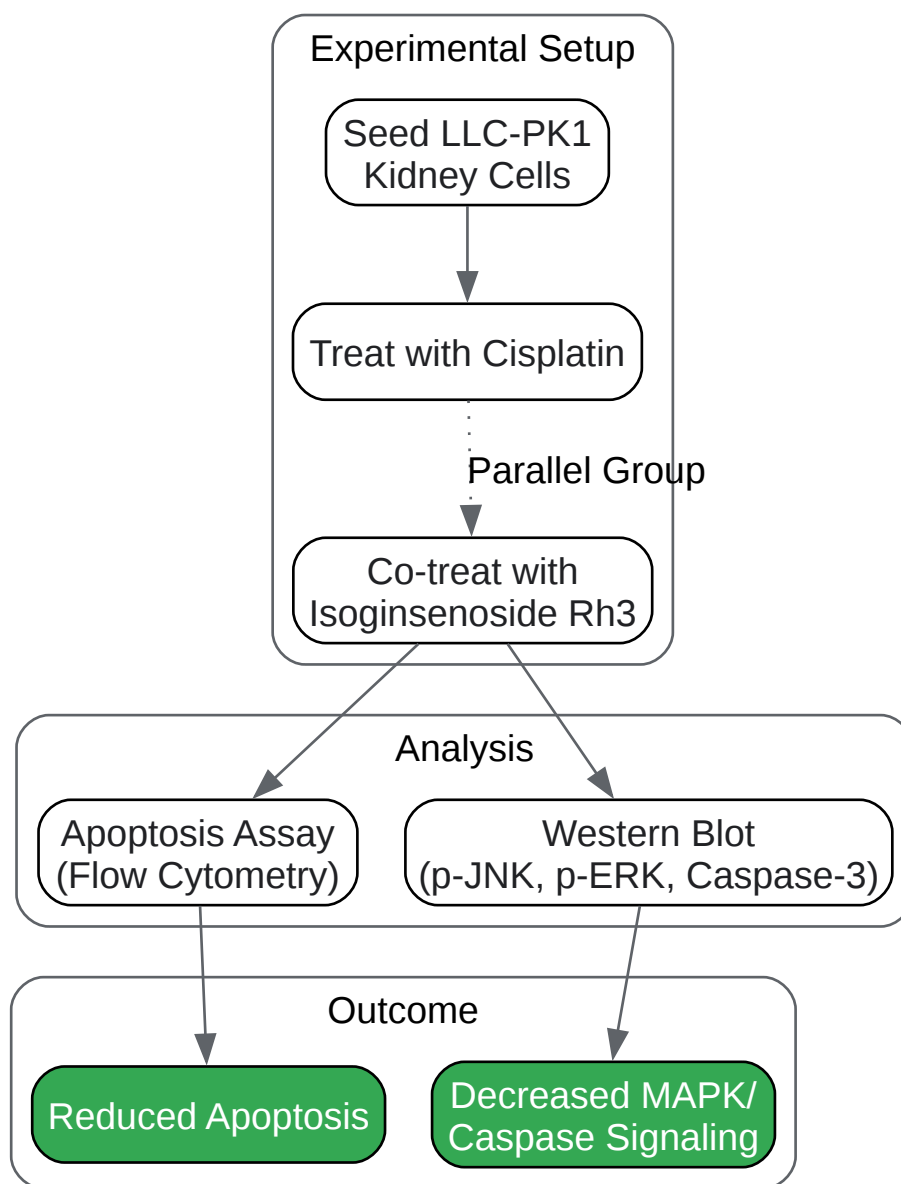 Experimental Setup
Seed LLC-PK1
Kidney Cells
Treat with Cisplatin
Parallel Group
Co-treat with
Isoginsenoside Rh3
Analysis
Apoptosis Assay
(Flow Cytometry)
Western Blot
(p-JNK, p-ERK, Caspase-3)
Outcome
Reduced Apoptosis
Decreased MAPK/
Caspase Signaling